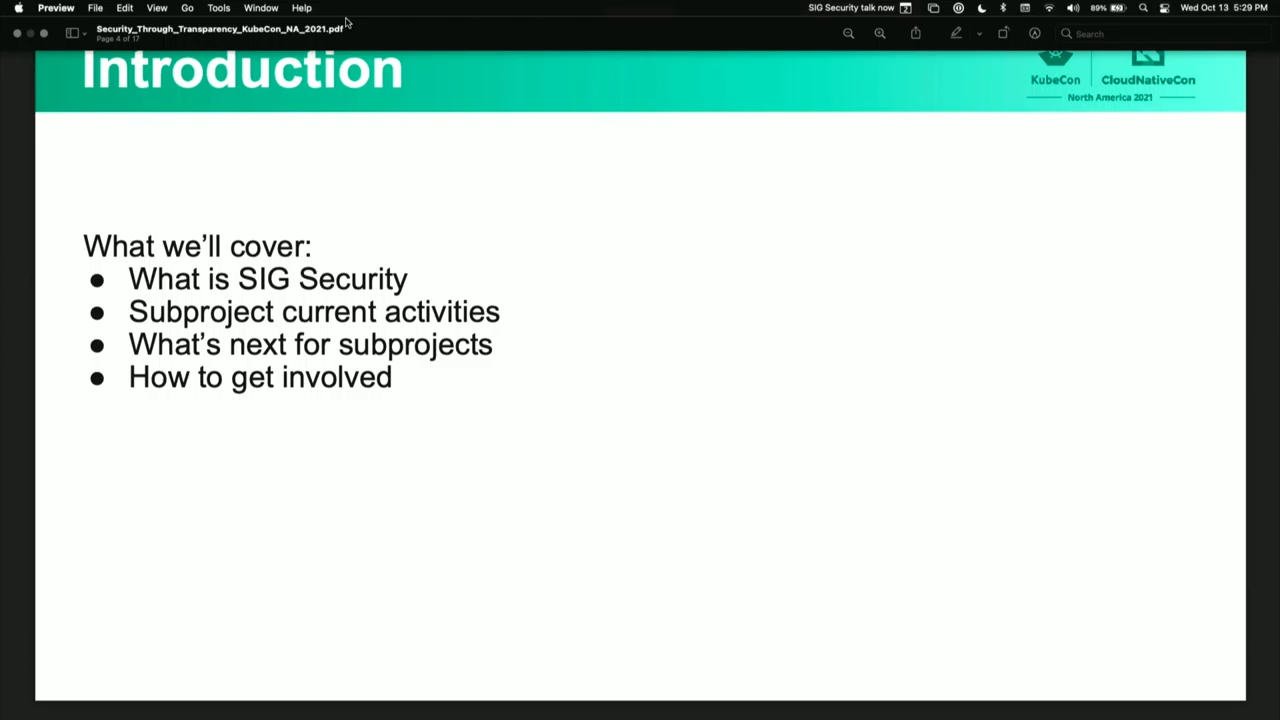 Preview File Edit View Go Tools Window Help SIG Security talk now 2 89% Wed Oct 13 5:29 PM
Security_Through_Transparency_KubeCon_NA_2021.pdf
Page 4 of 17
Search
Introduction
KubeCon CloudNativeCon
North America 2021
What we'll cover:
● What is SIG Security
● Subproject current activities
● What's next for subprojects
● How to get involved